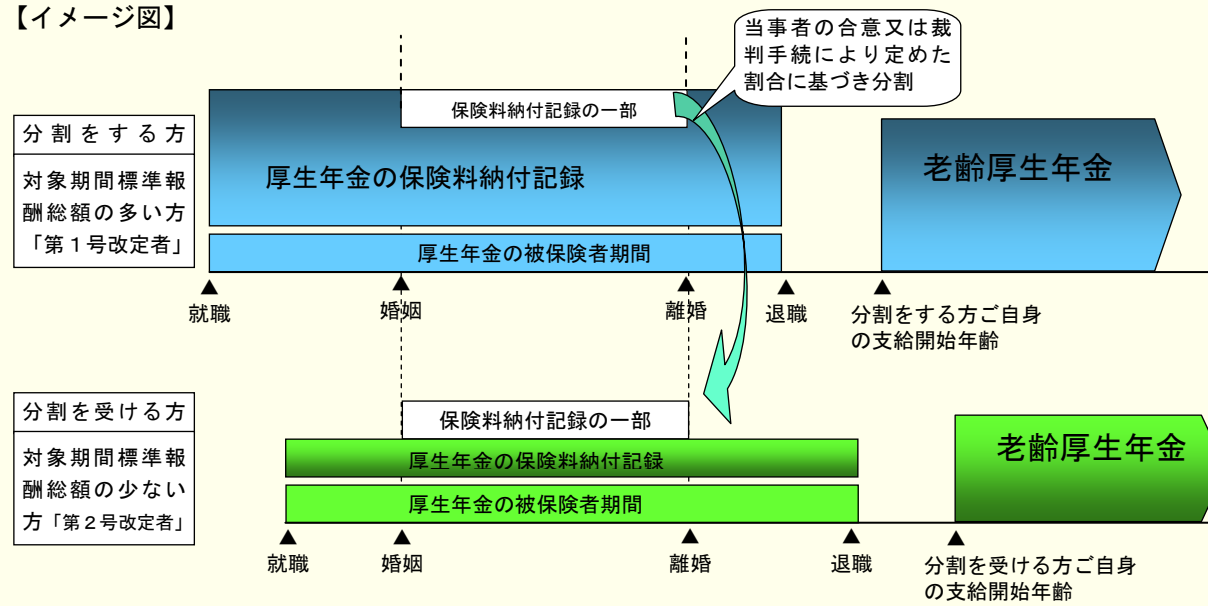 【イメージ図】
当事者の合意又は裁
判手続により定めた
割合に基づき分割
保険料納付記録の一部
分割をする方
対象期間標準報
酬総額の多い方
「第１号改定者」
厚生年金の保険料納付記録
老齢厚生年金
厚生年金の被保険者期間
▲ ▲ ▲ ▲ ▲
就職 婚姻 離婚 退職 分割をする方ご自身
の支給開始年齢
分割を受ける方
対象期間標準報
酬総額の少ない
方「第２号改定者」
保険料納付記録の一部
厚生年金の保険料納付記録
老齢厚生年金
厚生年金の被保険者期間
▲ ▲ ▲ ▲ ▲
就職 婚姻 離婚 退職 分割を受ける方ご自身
の支給開始年齢